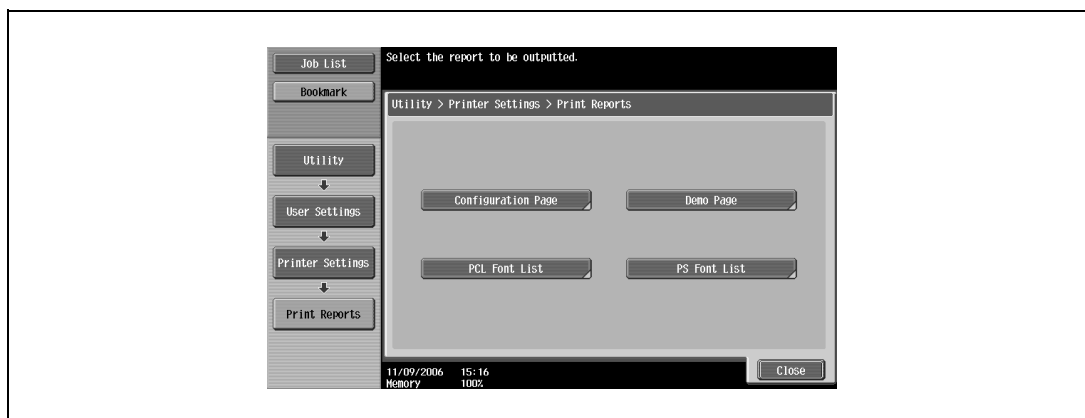 Job List
Bookmark
Select the report to be outputted.
Utility > Printer Settings > Print Reports
Utility
User Settings
Printer Settings
Print Reports
Configuration Page
Demo Page
PCL Font List
PS Font List
11/09/2006 15:16
Memory 100%
Close